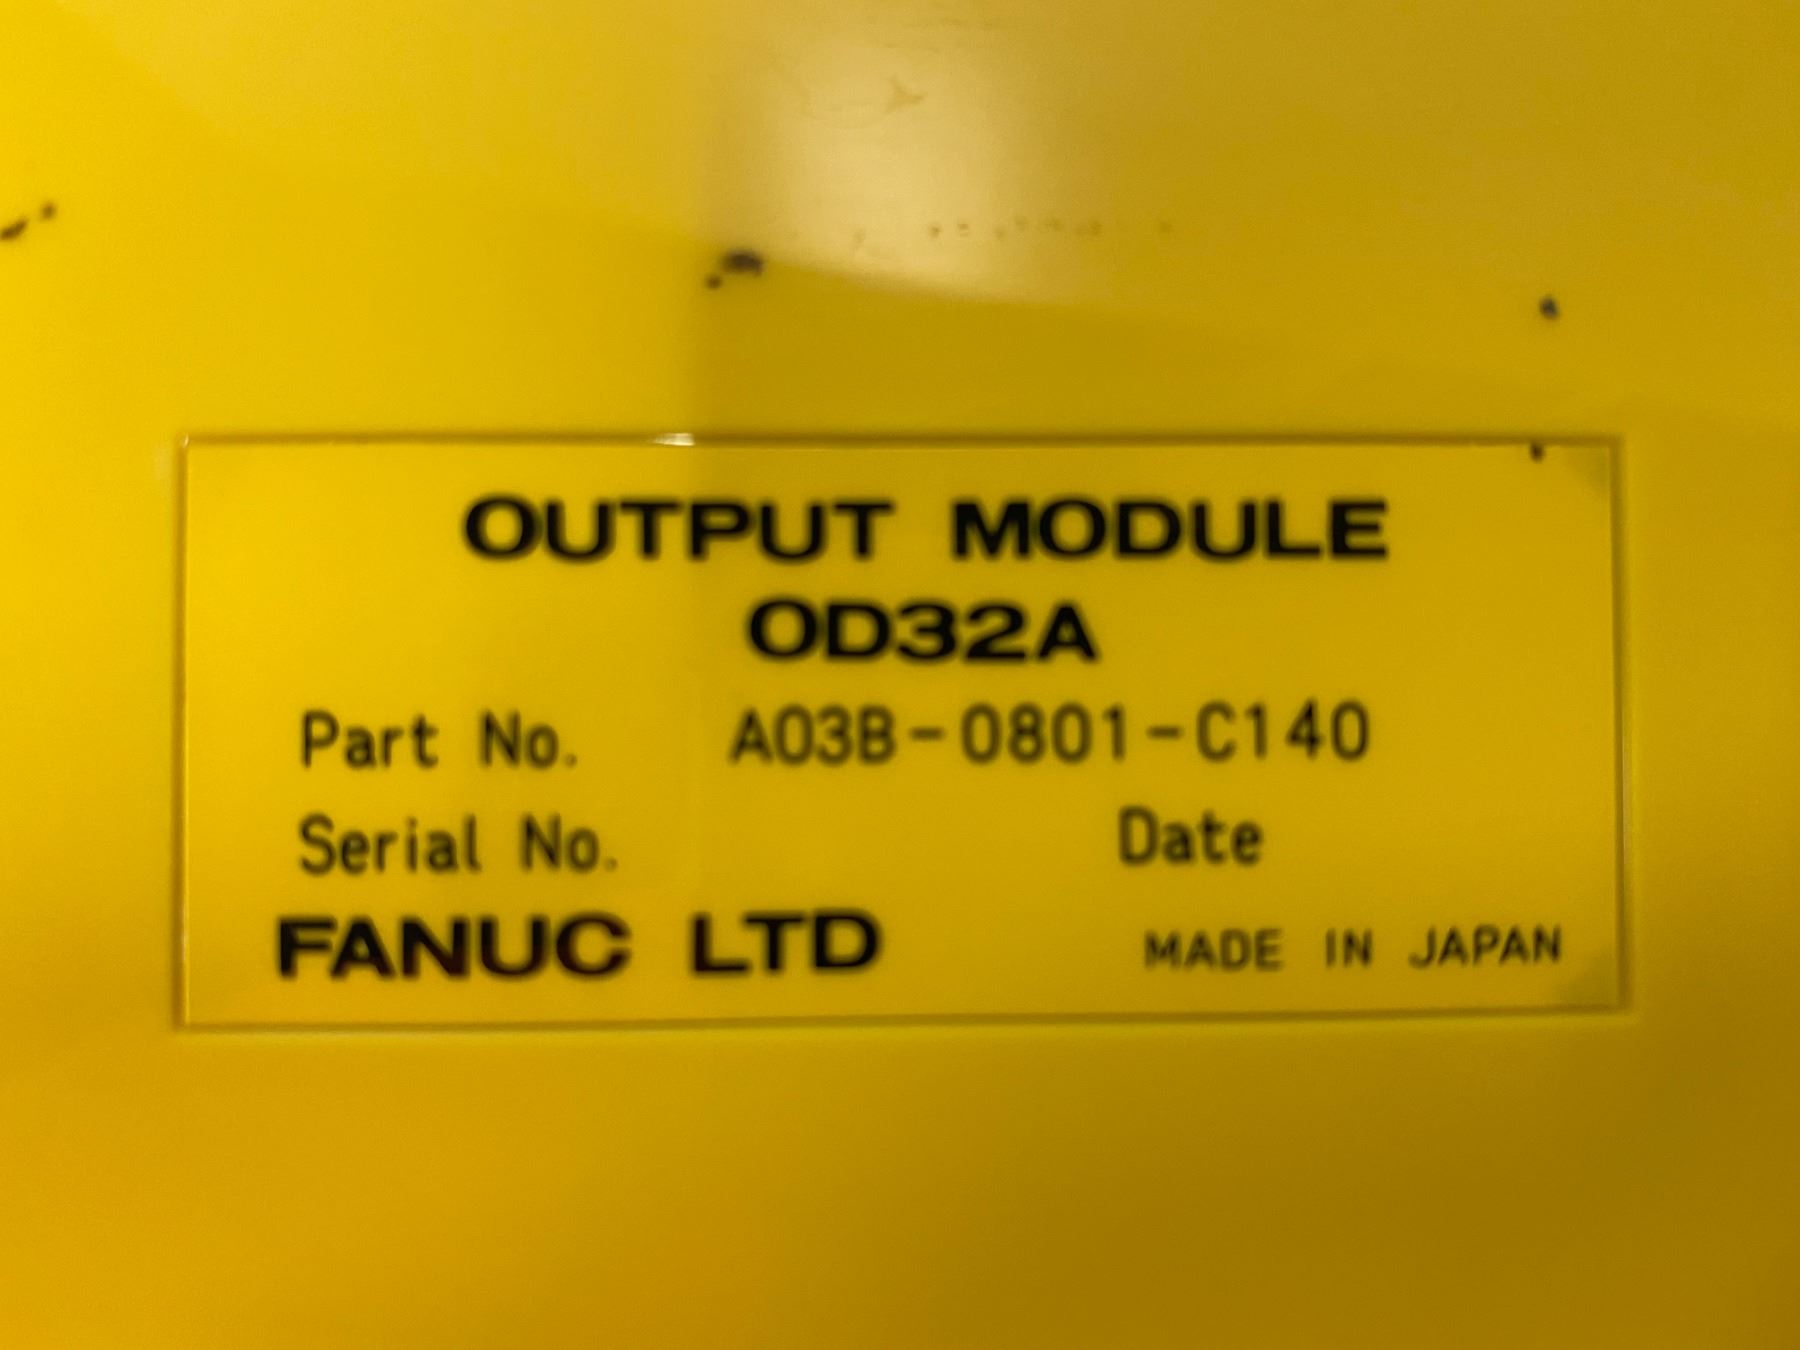 OUTPUT MODULE
OD32A
Part No. A03B-0801-C140
Serial No. Date
FANUC LTD MADE IN JAPAN